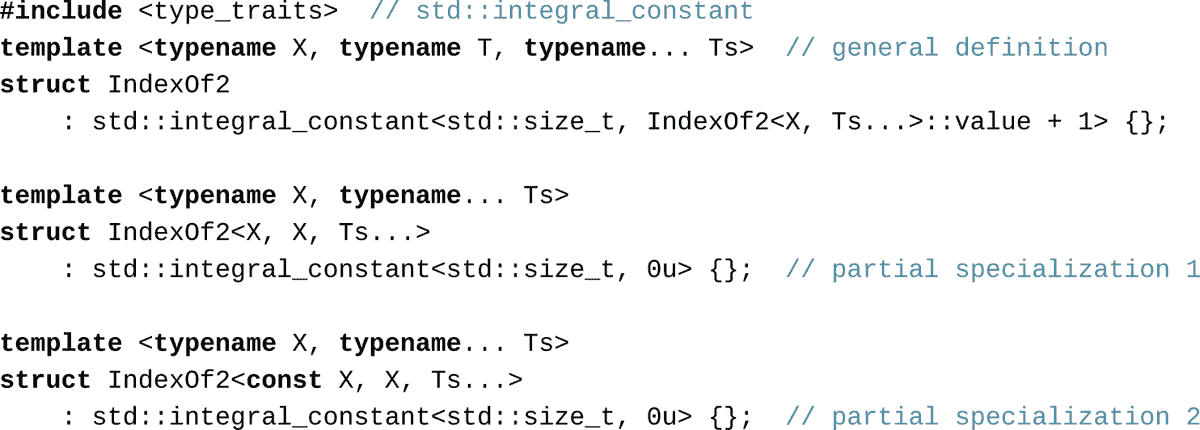 #include <type_traits>  // std::integral_constant
template <typename X, typename T, typename... Ts>  // general definition
struct IndexOf2
    : std::integral_constant<std::size_t, IndexOf2<X, Ts...>::value + 1> {};

template <typename X, typename... Ts>
struct IndexOf2<X, X, Ts...>
    : std::integral_constant<std::size_t, 0u> {};  // partial specialization 1

template <typename X, typename... Ts>
struct IndexOf2<const X, X, Ts...>
    : std::integral_constant<std::size_t, 0u> {};  // partial specialization 2